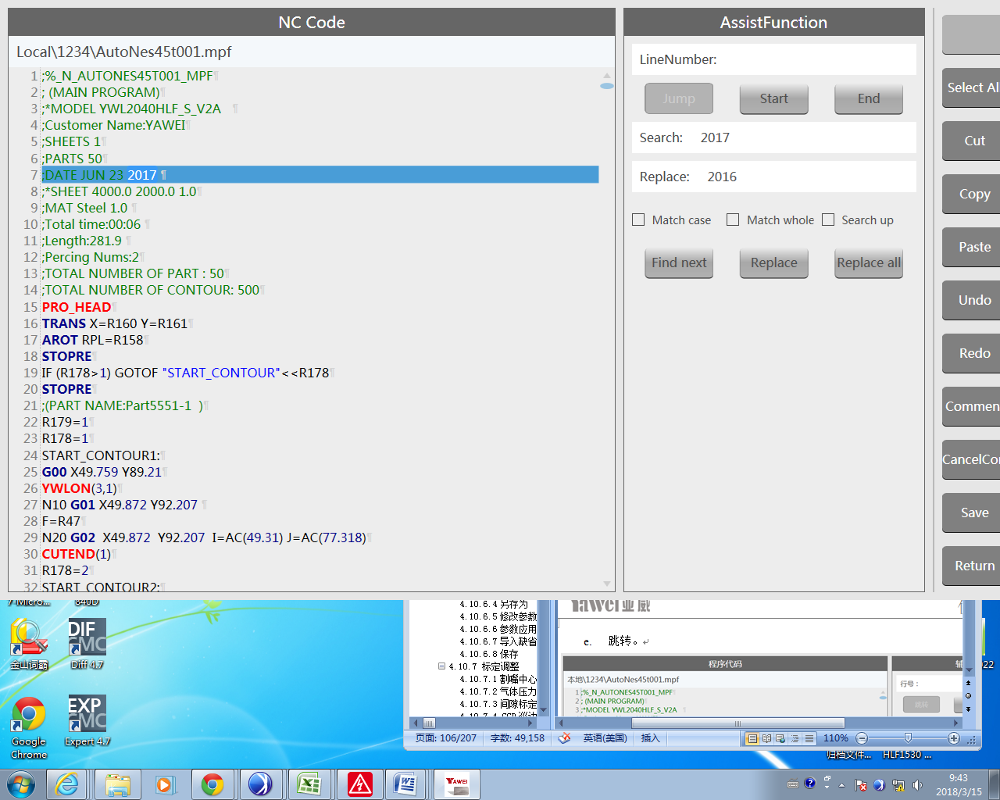 NC Code
Local\1234\AutoNes45t001.mpf
1 ;%_N_AUTONES45T001_MPF¶
2 ; (MAIN PROGRAM)¶
3 ;*MODEL YWL2040HLF_S_V2A ¶
4 ;Customer Name:YAWEI¶
5 ;SHEETS 1¶
6 ;PARTS 50¶
7 ;DATE JUN 23 2017 ¶
8 ;*SHEET 4000.0 2000.0 1.0¶
9 ;MAT Steel 1.0 ¶
10 ;Total time:00:06 ¶
11 ;Length:281.9 ¶
12 ;Percing Nums:2¶
13 ;TOTAL NUMBER OF PART : 50¶
14 ;TOTAL NUMBER OF CONTOUR: 500¶
15 PRO_HEAD¶
16 TRANS X=R160 Y=R161¶
17 AROT RPL=R158¶
18 STOPRE¶
19 IF (R178>1) GOTOF "START_CONTOUR"<<R178¶
20 STOPRE¶
21 ;(PART NAME:Part5551-1 )¶
22 R179=1¶
23 R178=1¶
24 START_CONTOUR1:¶
25 G00 X49.759 Y89.21¶
26 YWLON(3,1)¶
27 N10 G01 X49.872 Y92.207 ¶
28 F=R47¶
29 N20 G02 X49.872 Y92.207 I=AC(49.31) J=AC(77.318)¶
30 CUTEND(1)¶
31 R178=2¶
32 START_CONTOUR2:¶
AssistFunction
LineNumber:
Jump Start End
Search: 2017
Replace: 2016
Match case Match whole Search up
Find next Replace Replace all
Select Al
Cut
Copy
Paste
Undo
Redo
Commen
CancelCor
Save
Return
7-Micro... 840D
金山词霸
DIF
CMC
Diff 4.7
Google
Chrome
EXP
CMC
Expert 4.7
4.10.6.4 另存为
4.10.6.5 修改参数
4.10.6.6 参数应用
4.10.6.7 导入缺省
4.10.6.8 保存
4.10.7 标定调整
4.10.7.1 割嘴中心
4.10.7.2 气体压力
4.10.7.3 间隙标定
Yawei 亚威
e. 跳转。
程序代码
本地\1234\AutoNes45t001.mpf
1 ;%_N_AUTONES45T001_MPF
2 ; (MAIN PROGRAM)
3 ;*MODEL YWL2040HLF_S_V2A
行号：
跳转
022
页面: 106/207 字数: 49,158 英语(美国) 插入 110%
归档文件... HLF1530 ...
YAWEI
9:43
2018/3/15